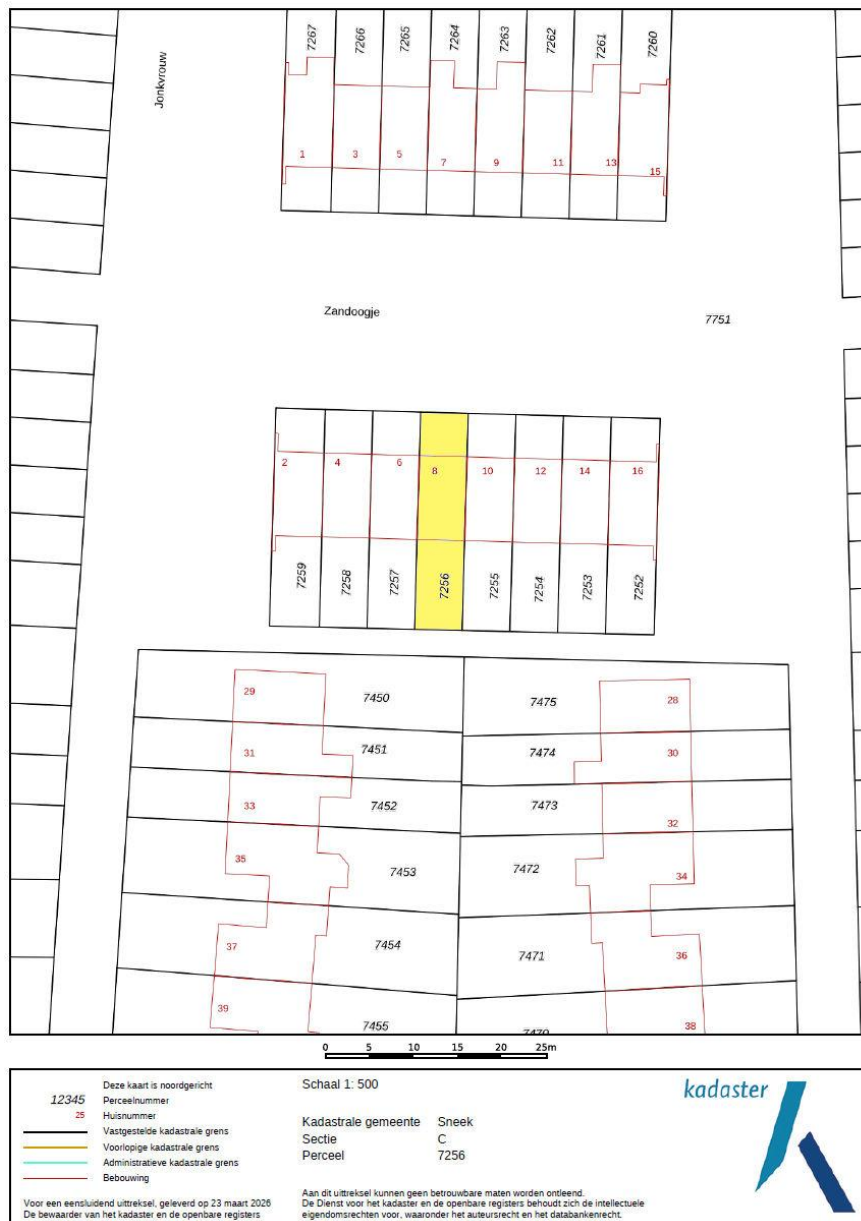 7267
7266
7265
7264
7263
7262
7261
7260
Jonkvrouw
1
3
5
7
9
11
13
15
Zandoogje
7751
2
4
6
8
10
12
14
16
7259
7258
7257
7256
7255
7254
7253
7252
29
7450
7475
28
31
7451
7474
30
33
7452
7473
32
35
7453
7472
34
37
7454
7471
36
39
7455
7470
38
0 5 10 15 20 25m
Deze kaart is noordgericht
12345 Perceelnummer
25 Huisnummer
Vastgestelde kadastrale grens
Voorlopige kadastrale grens
Administratieve kadastrale grens
Bebouwing
Voor een eensluidend uittreksel, geleverd op 23 maart 2026
De bewaarder van het kadaster en de openbare registers
Schaal 1: 500
Kadastrale gemeente Sneek
Sectie C
Perceel 7256
Aan dit uittreksel kunnen geen betrouwbare maten worden ontleend.
De Dienst voor het kadaster en de openbare registers behoudt zich de intellectuele
eigendomsrechten voor, waaronder het auteursrecht en het databankenrecht.
kadaster